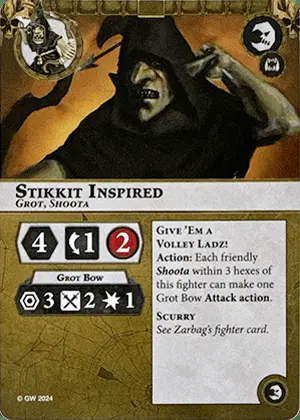 Stikkit Inspired
Grot, Shoota
4 1 2
Grot Bow
3 2 1
Give 'Em a
Volley Ladz!
Action: Each friendly
Shoota within 3 hexes of
this fighter can make one
Grot Bow Attack action.
Scurry
See Zarbag's fighter card.
© GW 2024